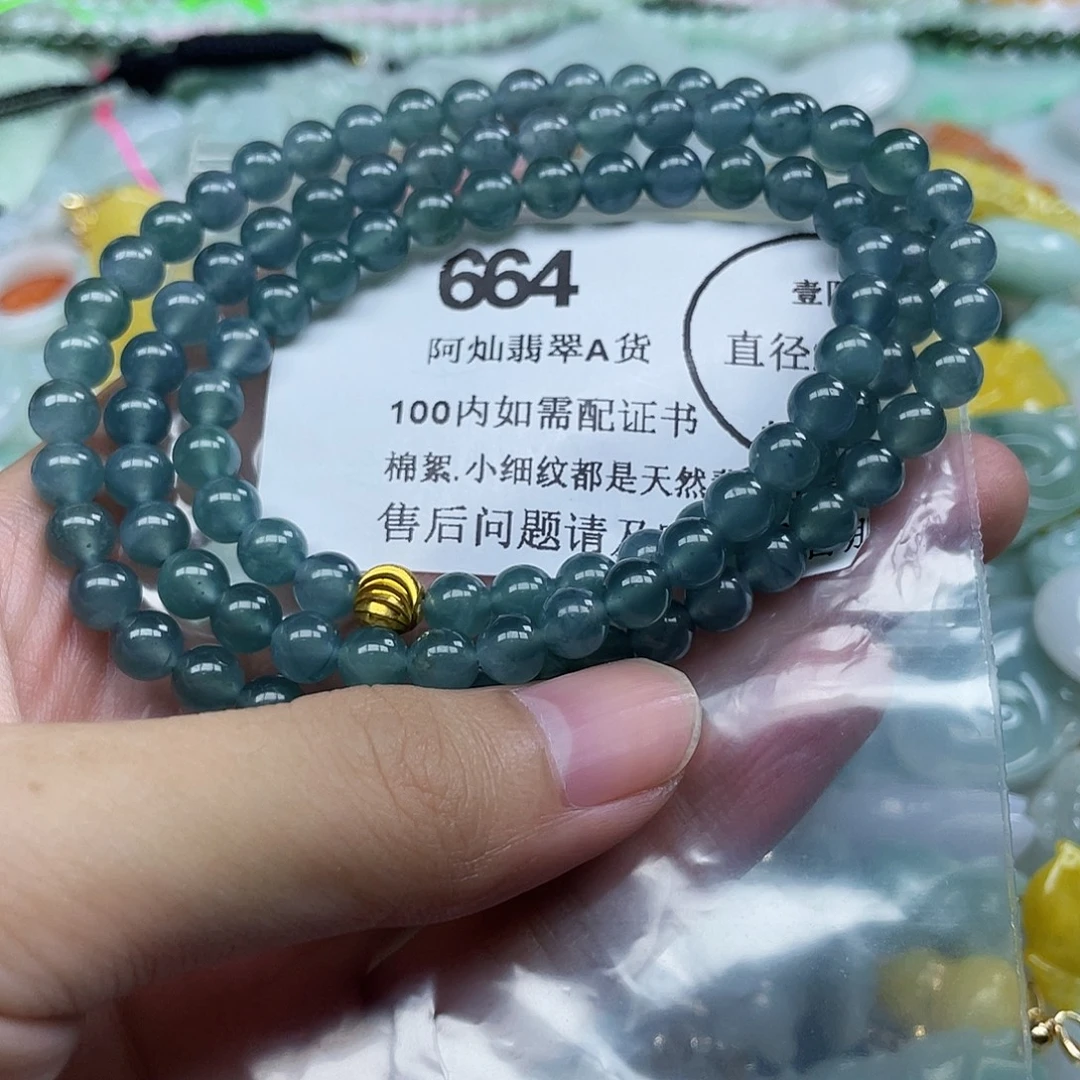 664
阿灿翡翠A货
100内如需配证书
棉絮.小细纹都是天然
售后问题请及
壹
直径